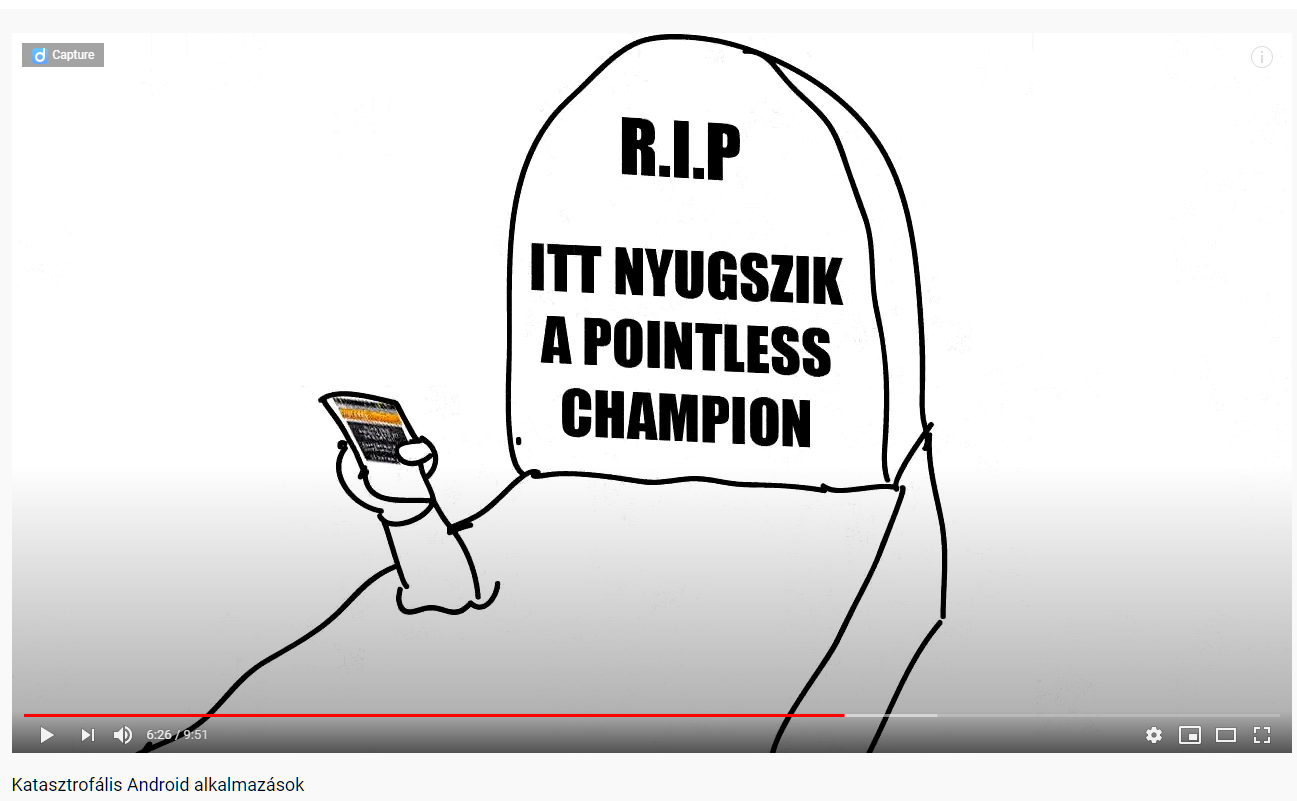 Capture
R.I.P
ITT NYUGSZIK
A POINTLESS
CHAMPION
6:26 / 9:51
Katasztrofális Android alkalmazások